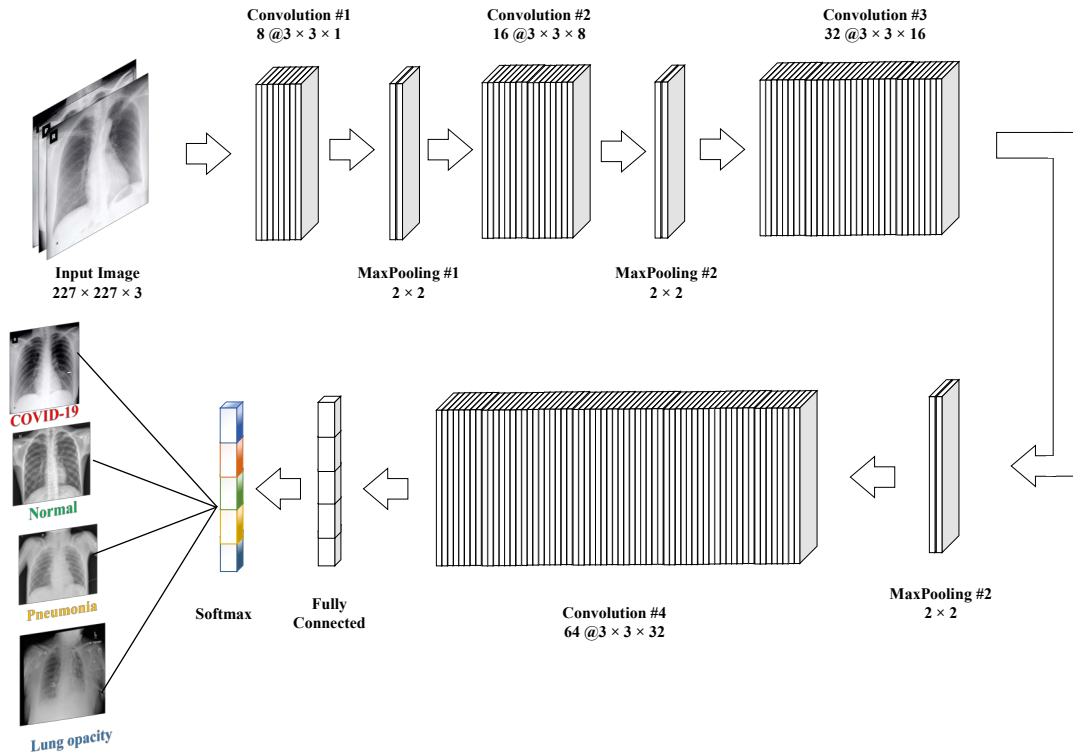 Convolution #1
8 @3 × 3 × 1
Convolution #2
16 @3 × 3 × 8
Convolution #3
32 @3 × 3 × 16
Input Image
227 × 227 × 3
MaxPooling #1
2 × 2
MaxPooling #2
2 × 2
COVID-19
Normal
Pneumonia
Lung opacity
Softmax
Fully
Connected
Convolution #4
64 @3 × 3 × 32
MaxPooling #2
2 × 2